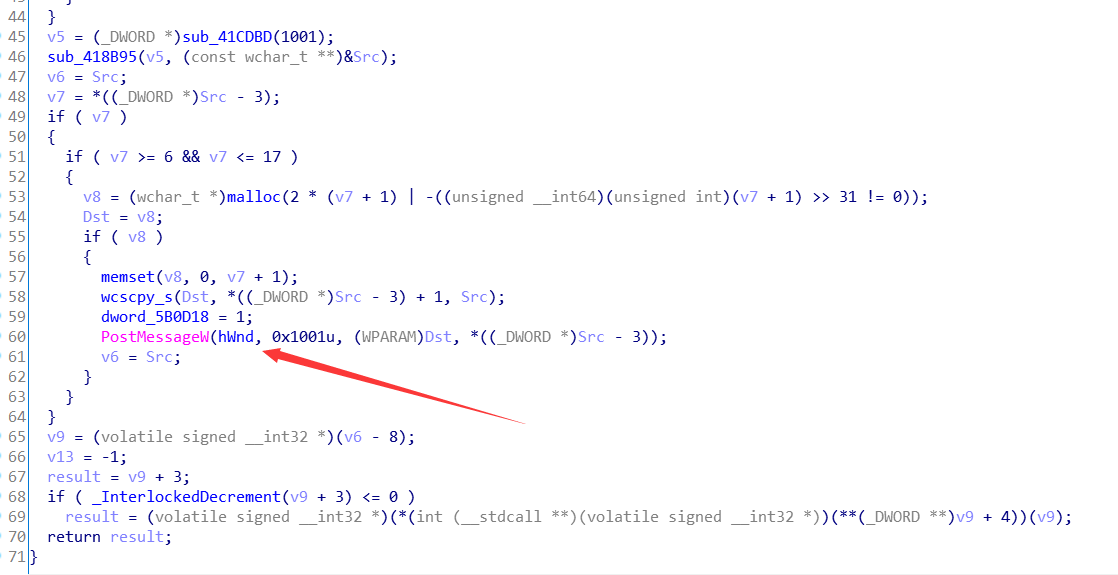 44 }
45 v5 = (_DWORD *)sub_41CDBD(1001);
46 sub_418B95(v5, (const wchar_t **)&Src);
47 v6 = Src;
48 v7 = *((_DWORD *)Src - 3);
49 if ( v7 )
50 {
51 if ( v7 >= 6 && v7 <= 17 )
52 {
53 v8 = (wchar_t *)malloc(2 * (v7 + 1) | -((unsigned __int64)(unsigned int)(v7 + 1) >> 31 != 0));
54 Dst = v8;
55 if ( v8 )
56 {
57 memset(v8, 0, v7 + 1);
58 wcscpy_s(Dst, *((_DWORD *)Src - 3) + 1, Src);
59 dword_5B0D18 = 1;
60 PostMessageW(hWnd, 0x1001u, (WPARAM)Dst, *((_DWORD *)Src - 3));
61 v6 = Src;
62 }
63 }
64 }
65 v9 = (volatile signed __int32 *)(v6 - 8);
66 v13 = -1;
67 result = v9 + 3;
68 if ( _InterlockedDecrement(v9 + 3) <= 0 )
69 result = (volatile signed __int32 *)(*(int (__stdcall **)(volatile signed __int32 *))(**(_DWORD **)v9 + 4))(v9);
70 return result;
71 }